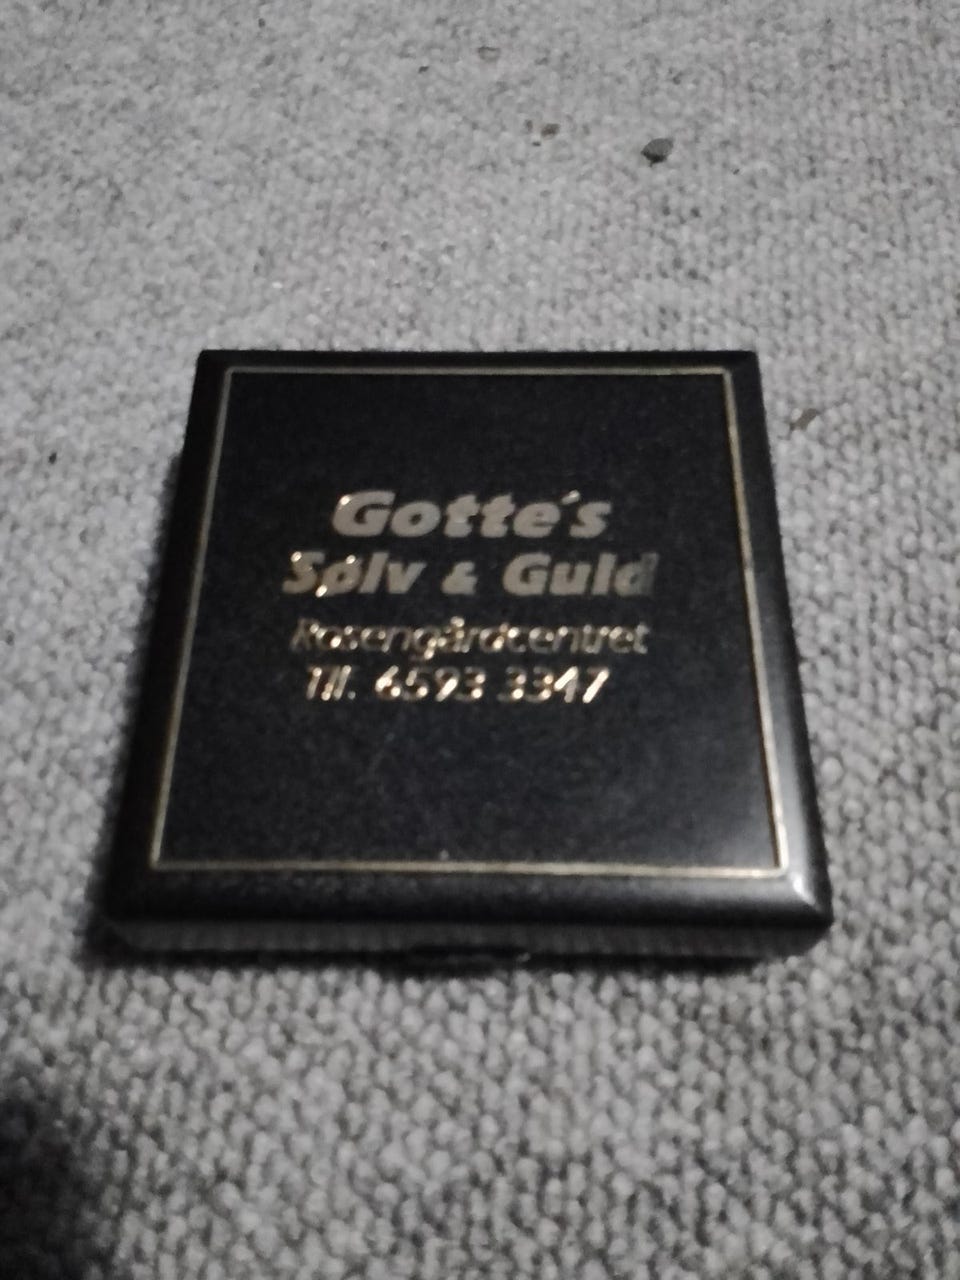 Gotte´s
Sølv & Guld
Rosengårdcentret
Tlf. 6593 3347